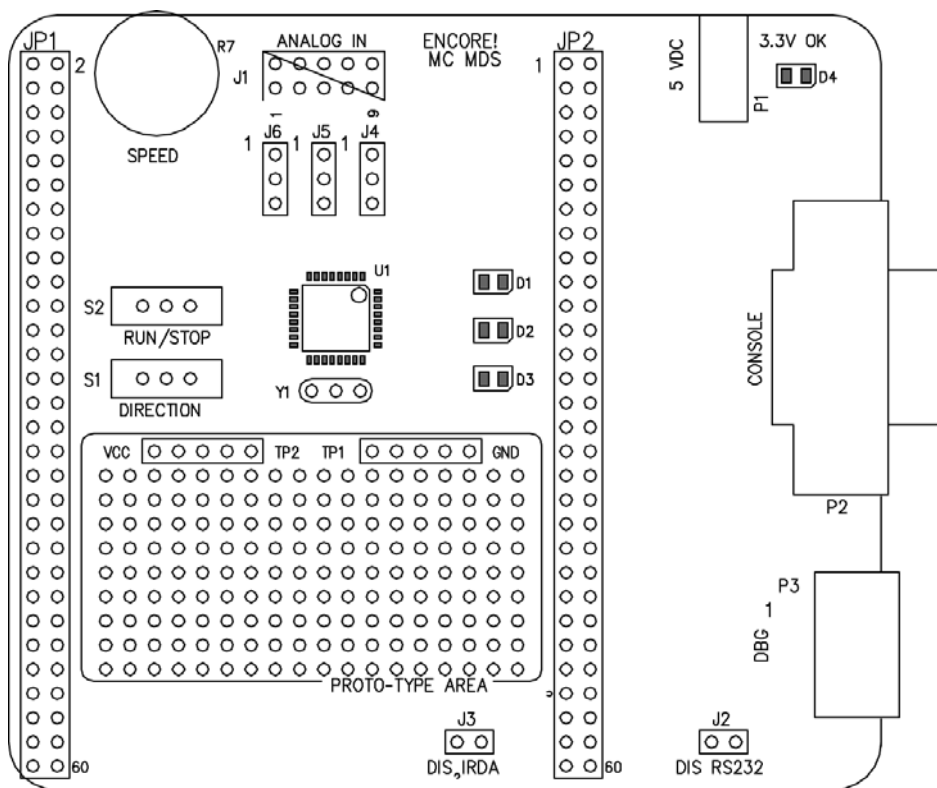 JP1
2
R7
SPEED
ANALOG IN
J1
1
9
ENCORE!
MC MDS
JP2
1
5 VDC
P1
3.3V OK
D4
J6
J5
J4
1
1
1
U1
D1
D2
D3
S2
RUN/STOP
S1
DIRECTION
Y1
CONSOLE
P2
VCC
TP2
TP1
GND
PROTO-TYPE AREA
P3
1
DBG
J3
DIS IRDA
J2
DIS RS232
60
60